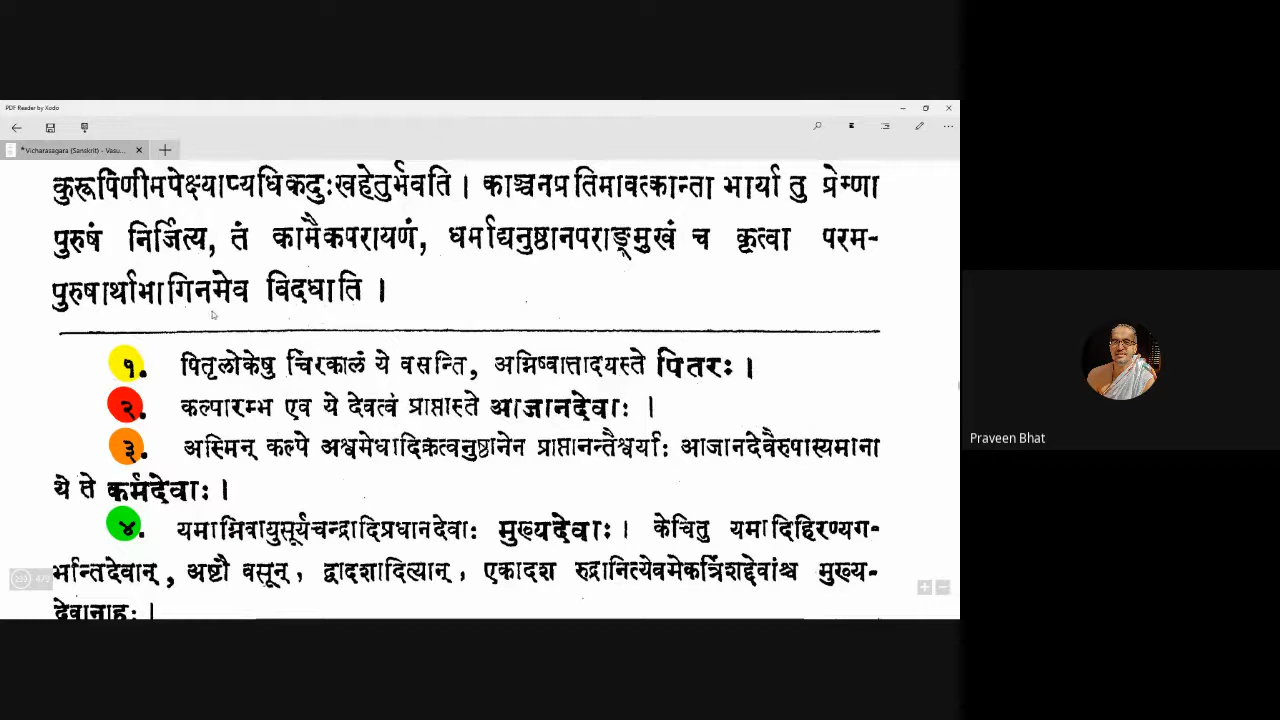 PDF Reader by Xodo
*Vicharasagara (Sanskrit) - Vasu...
कुरूपिणीमपेक्ष्याप्यधिकदुःखहेतुर्भवति । काञ्चनप्रतिमावत्कान्ता भार्या तु प्रेम्णा
पुरुषं निर्जित्य, तं कामैकपरायणं, धर्माद्यनुष्ठानपराङ्मुखं च कृत्वा परम-
पुरुषार्थाभागिनमेव विदधाति ।
१. पितृलोकेषु चिरकालं ये वसन्ति, अग्निष्वात्तादयस्ते पितरः ।
२. कल्पारम्भ एव ये देवत्वं प्राप्तास्ते आजानदेवाः ।
३. अस्मिन् कल्पे अश्वमेधादिक्रत्वनुष्ठानेन प्राप्तानन्तैश्वर्याः आजानदेवैरुपास्यमाना
ये ते कर्मदेवाः ।
४. यमाग्निवायुसूर्यचन्द्रादिप्रधानदेवाः मुख्यदेवाः । केचित्तु यमादिहिरण्यग-
र्भान्तदेवान्, अष्टौ वसून्, द्वादशादित्यान्, एकादश रुद्रानित्येवमेकत्रिंशद्देवांश्च मुख्य-
देवानाहुः ।
Praveen Bhat